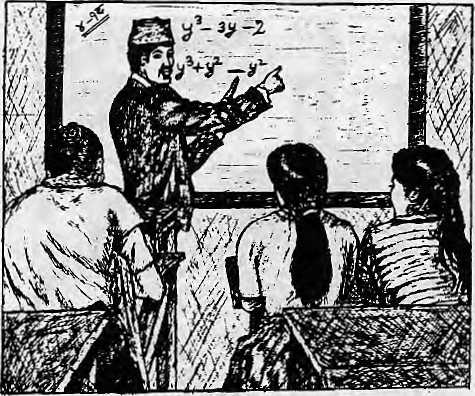 y³ – 3y – 2
y³ + y² – y²